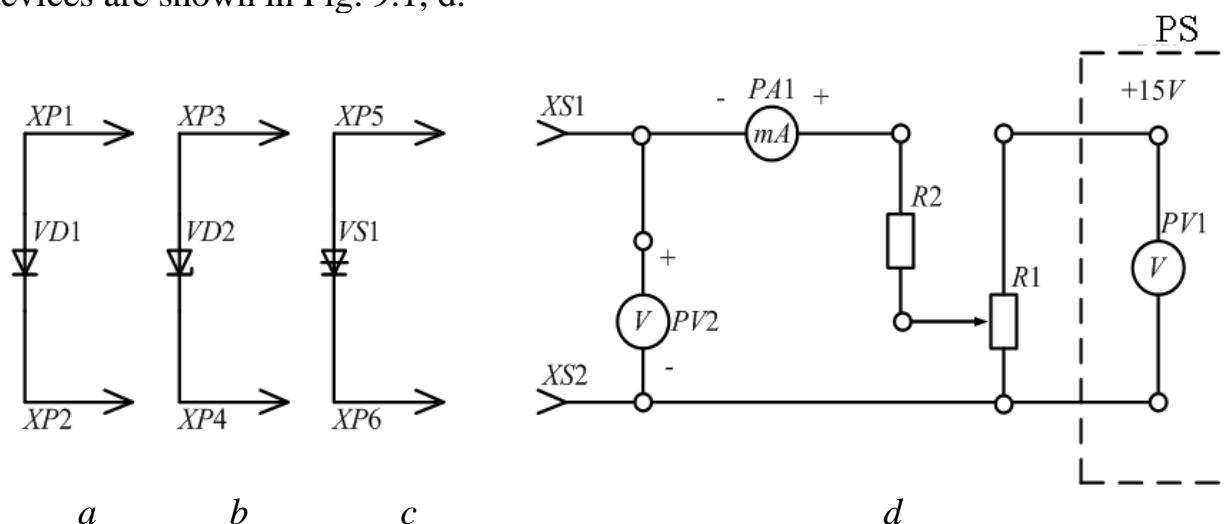 devices are shown in Fig. 9.1, d.
PS
+15V
XP1 XP3 XP5 XS1 - PA1 +
mA
VD1 VD2 VS1 R2 PV1
+
V
R1
V PV2
-
XS2
XP2 XP4 XP6
a b c d